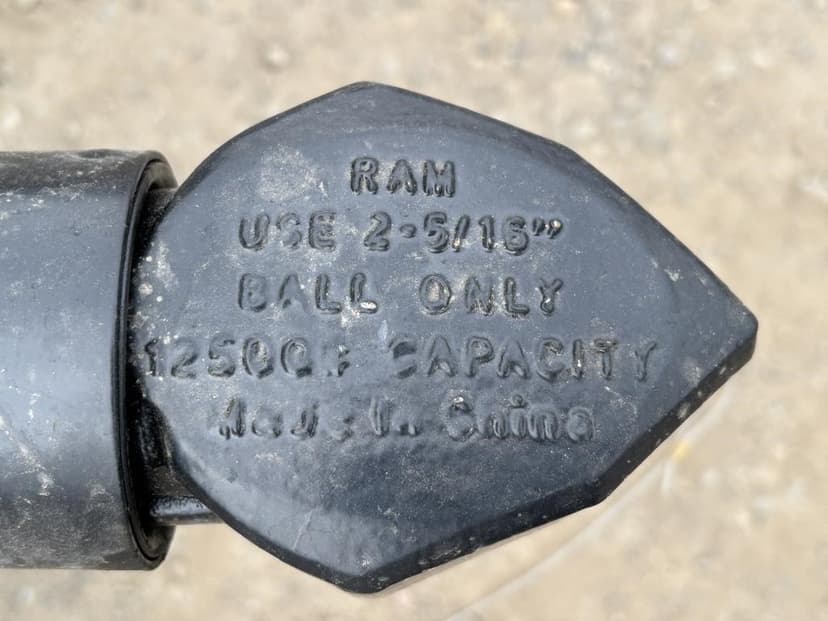 RAM
USE 2-5/16"
BALL ONLY
12500# CAPACITY
Made In China